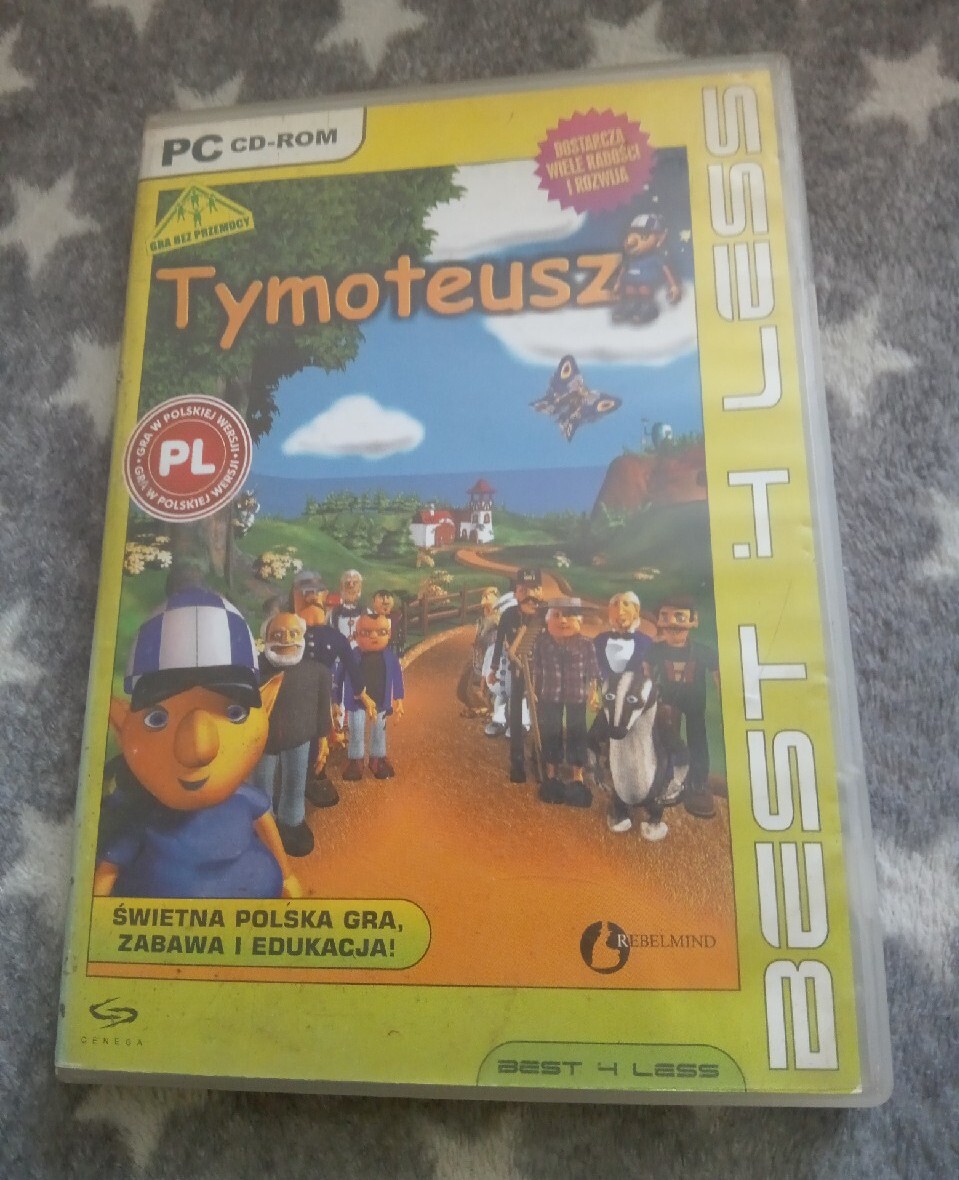 PC CD-ROM
DOSTARCZA
WIELE RADOŚCI
I ROZWIJA
GRA BEZ PRZEMOCY
Tymoteusz
GRA W POLSKIEJ WERSJI • GRA W POLSKIEJ WERSJI •
PL
ŚWIETNA POLSKA GRA,
ZABAWA I EDUKACJA!
REBELMIND
CENEGA
BEST 4 LESS
BEST 4 LESS